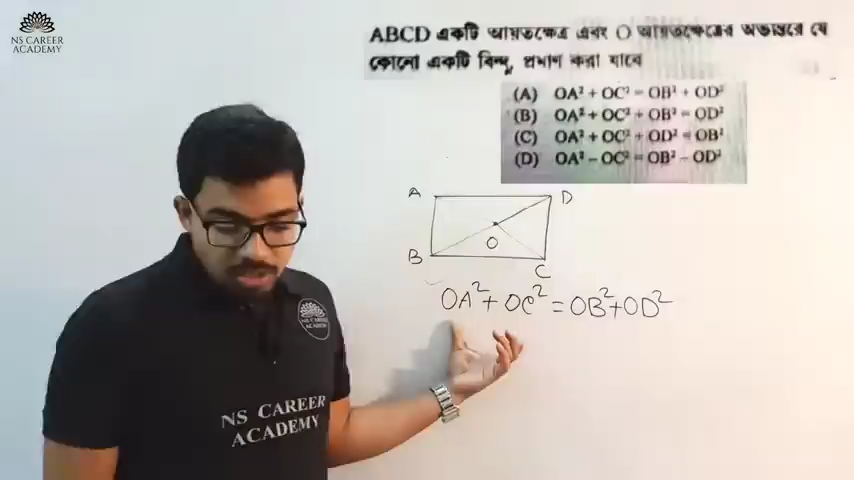 NS CAREER
ACADEMY
ABCD একটি আয়তক্ষেত্র এবং O আয়তক্ষেত্রের অভ্যন্তরে যে
কোনো একটি বিন্দু, প্রমাণ করা যাবে
(A) OA² + OC² = OB² + OD²
(B) OA² + OC² + OB² = OD²
(C) OA² + OC² + OD² = OB²
(D) OA² - OC² = OB² - OD²
A D
O
B C
OA² + OC² = OB² + OD²
NS CAREER
ACADEMY